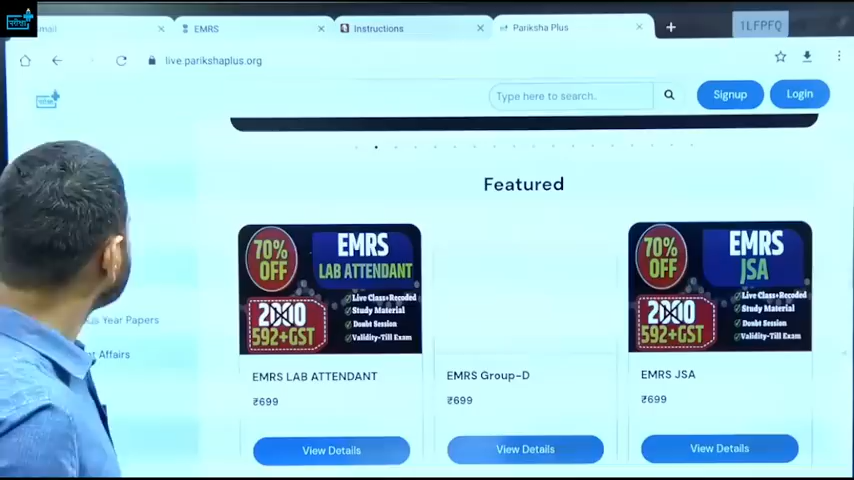 परीक्षा
mail
EMRS
Instructions
Pariksha Plus
1LFPFQ
live.parikshaplus.org
Type here to search..
Signup
Login
Featured
70%
OFF
EMRS
LAB ATTENDANT
Live Class+Recoded
Study Material
Doubt Session
Validity-Till Exam
2000
592+GST
70%
OFF
EMRS
JSA
Live Class+Recoded
Study Material
Doubt Session
Validity-Till Exam
2000
592+GST
us Year Papers
t Affairs
EMRS LAB ATTENDANT
EMRS Group-D
EMRS JSA
₹699
₹699
₹699
View Details
View Details
View Details